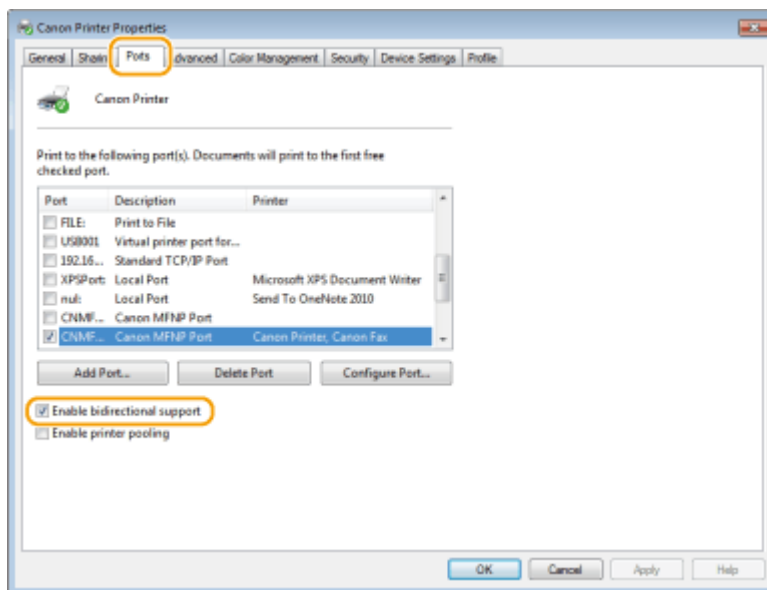 Canon Printer Properties
General Sharin Ports dvanced Color Management Security Device Settings Profile
Canon Printer
Print to the following port(s). Documents will print to the first free
checked port.
Port Description Printer
FILE: Print to File
USB001 Virtual printer port for...
192.16... Standard TCP/IP Port
XPSPort: Local Port Microsoft XPS Document Writer
nul: Local Port Send To OneNote 2010
CNMF... Canon MFNP Port
CNMF... Canon MFNP Port Canon Printer, Canon Fax
Add Port... Delete Port Configure Port...
Enable bidirectional support
Enable printer pooling
OK Cancel Apply Help